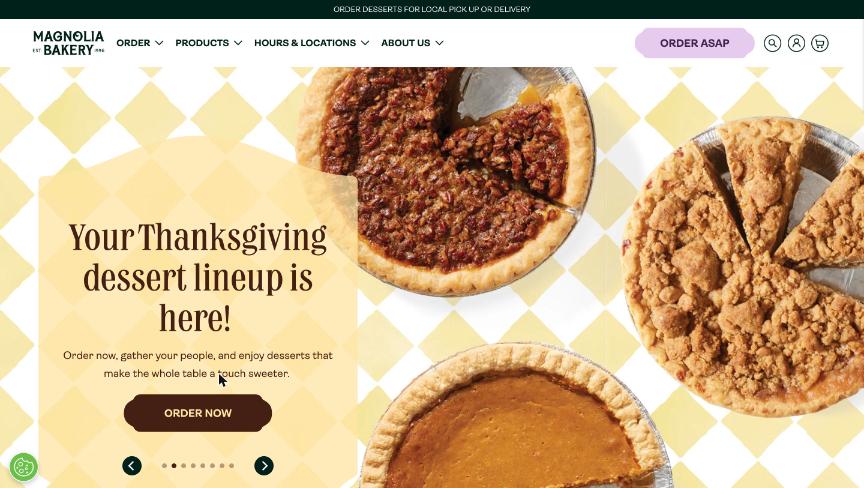 ORDER DESSERTS FOR LOCAL PICK UP OR DELIVERY
MAGNOLIA
EST BAKERY 1996
ORDER
PRODUCTS
HOURS & LOCATIONS
ABOUT US
ORDER ASAP
Your Thanksgiving
dessert lineup is
here!
Order now, gather your people, and enjoy desserts that
make the whole table a touch sweeter.
ORDER NOW